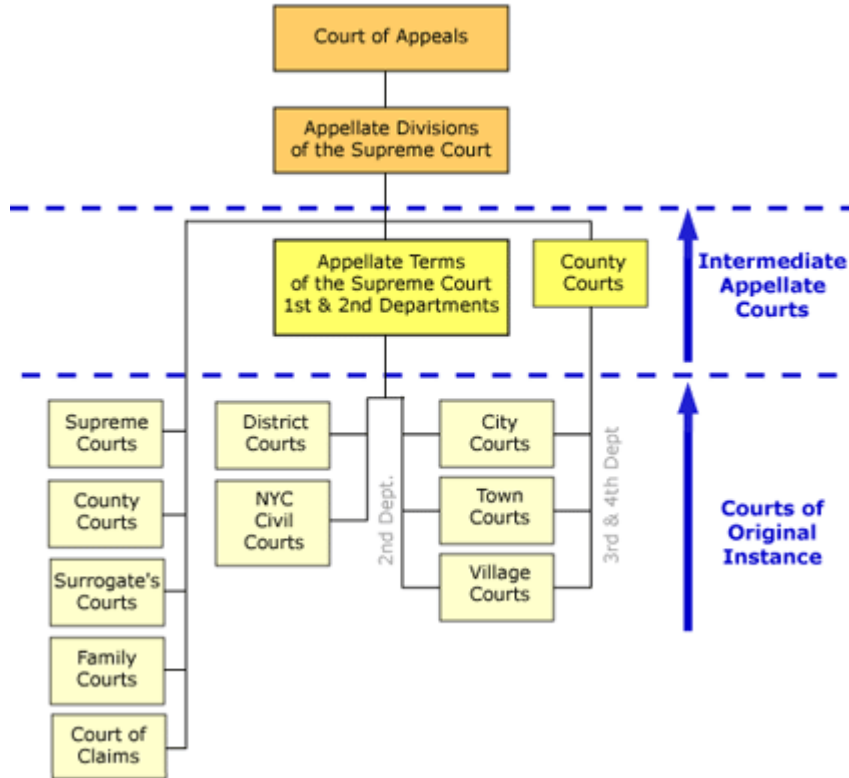 Court of Appeals
Appellate Divisions
of the Supreme Court
Appellate Terms
of the Supreme Court
1st & 2nd Departments
County
Courts
Intermediate
Appellate
Courts
Supreme
Courts
County
Courts
Surrogate's
Courts
Family
Courts
Court of
Claims
District
Courts
NYC
Civil
Courts
2nd Dept.
City
Courts
Town
Courts
Village
Courts
3rd & 4th Dept
Courts of
Original
Instance